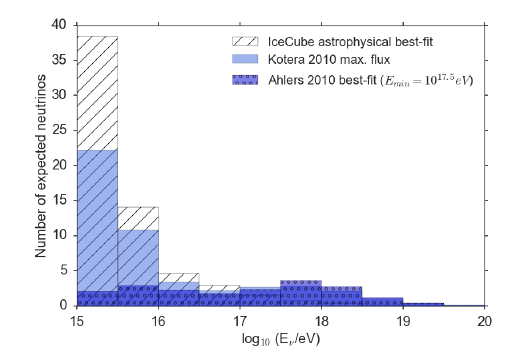 40
35
30
25
20
15
10
5
0
Number of expected neutrinos
IceCube astrophysical best-fit
Kotera 2010 max. flux
Ahlers 2010 best-fit (E_min = 10^17.5 eV)
15 16 17 18 19 20
log₁₀ (E_ν/eV)